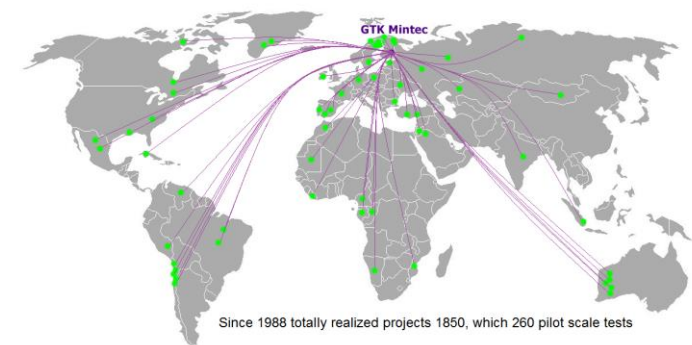 GTK Mintec
Since 1988 totally realized projects 1850, which 260 pilot scale tests